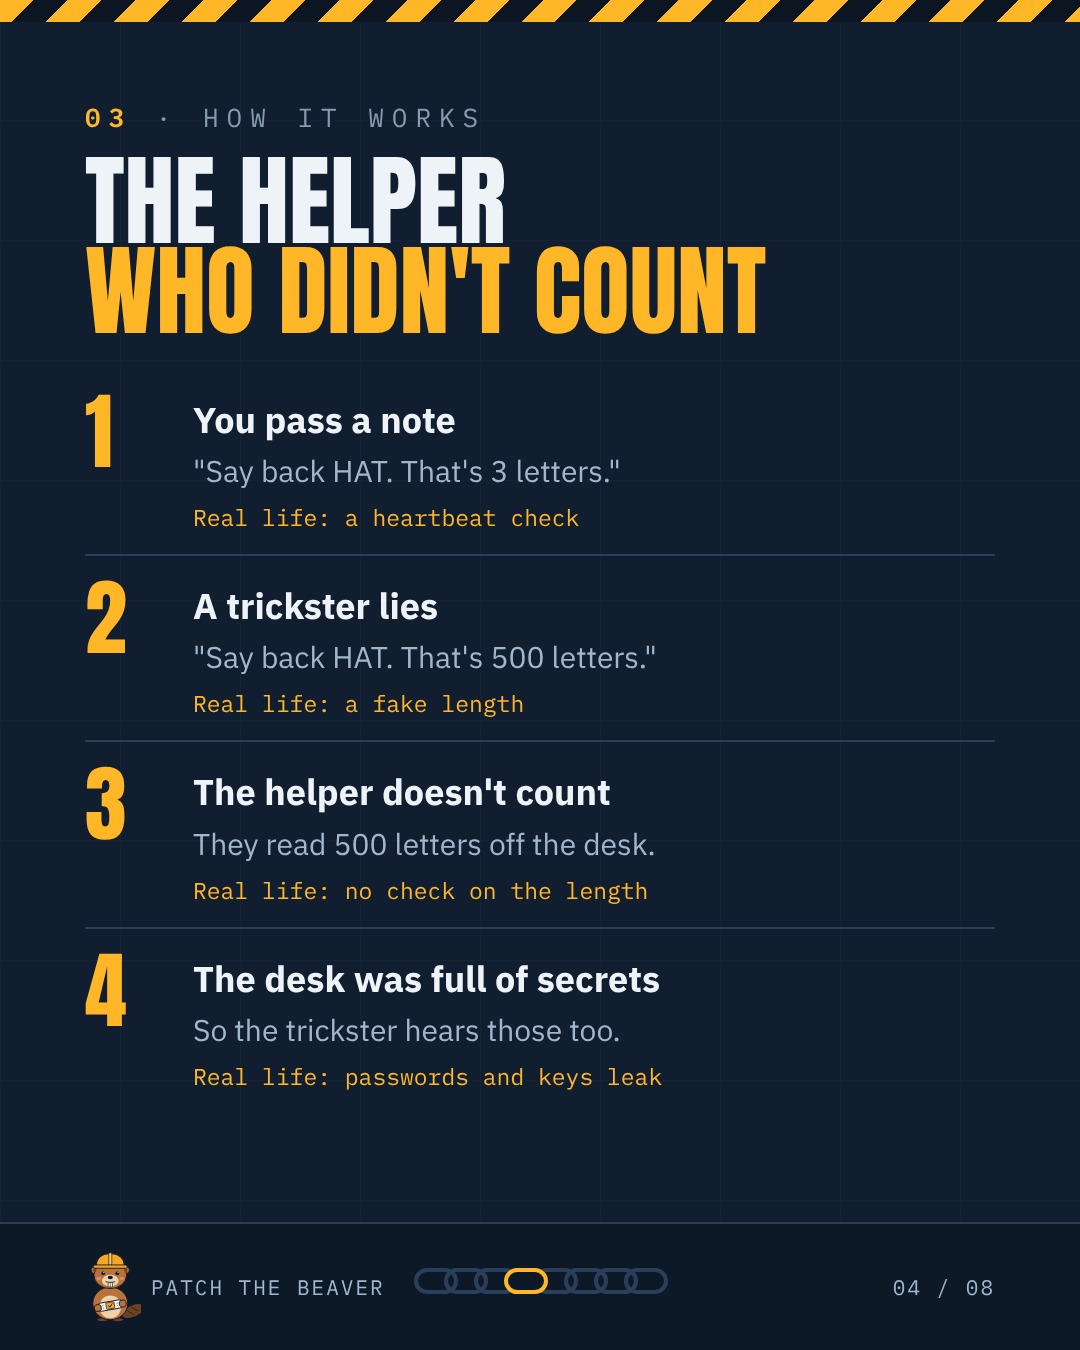 03 · HOW IT WORKS
THE HELPER
WHO DIDN'T COUNT
1
You pass a note
"Say back HAT. That's 3 letters."
Real life: a heartbeat check
2
A trickster lies
"Say back HAT. That's 500 letters."
Real life: a fake length
3
The helper doesn't count
They read 500 letters off the desk.
Real life: no check on the length
4
The desk was full of secrets
So the trickster hears those too.
Real life: passwords and keys leak
PATCH THE BEAVER
04 / 08